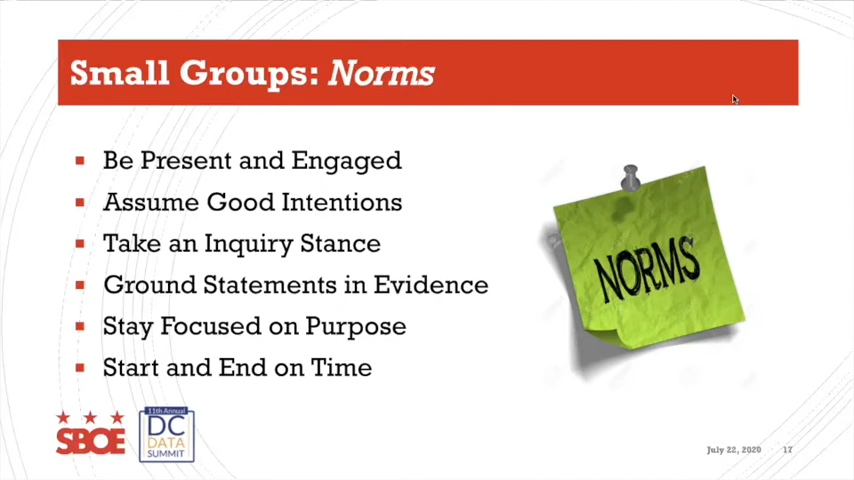 Small Groups: Norms
Be Present and Engaged
Assume Good Intentions
Take an Inquiry Stance
Ground Statements in Evidence
Stay Focused on Purpose
Start and End on Time
NORMS
SBOE
11th Annual
DC
DATA
SUMMIT
July 22, 2020
17